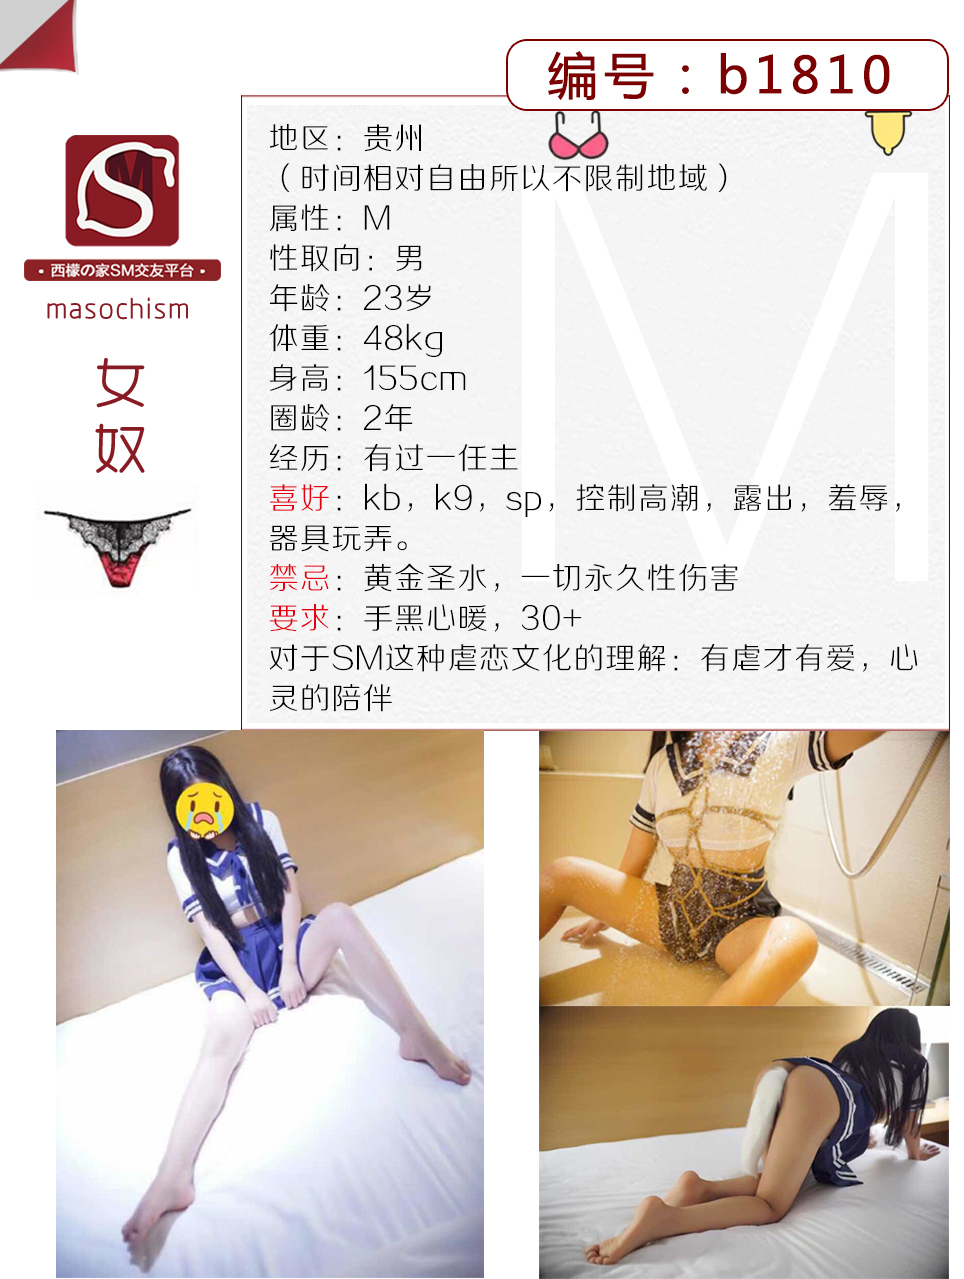 编号：b1810
地区：贵州
（时间相对自由所以不限制地域）
属性：M
性取向：男
年龄：23岁
体重：48kg
身高：155cm
圈龄：2年
经历：有过一任主
喜好：kb，k9，sp，控制高潮，露出，羞辱，
器具玩弄。
禁忌：黄金圣水，一切永久性伤害
要求：手黑心暖，30+
对于SM这种虐恋文化的理解：有虐才有爱，心
灵的陪伴
SM
·西檬の家SM交友平台·
masochism
女
奴
M